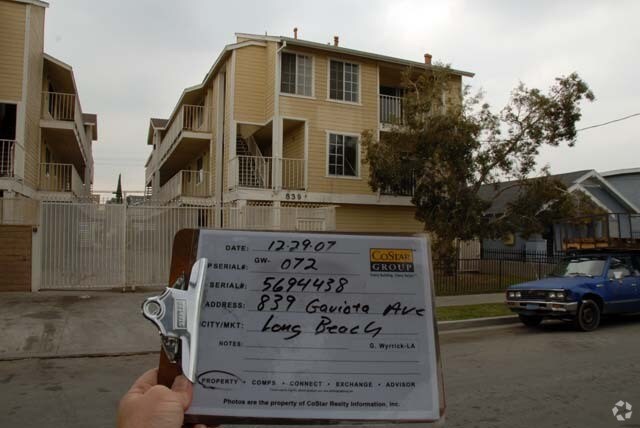 839
DATE: 12-29-07
COSTAR
GROUP
PSERIAL#: GW- 072
SERIAL#: 5694438
ADDRESS: 839 Gaviota Ave
CITY/MKT: Long Beach
NOTES:
G. Wyrrick-LA
PROPERTY • COMPS • CONNECT • EXCHANGE • ADVISOR
Photos are the property of CoStar Realty Information, Inc.